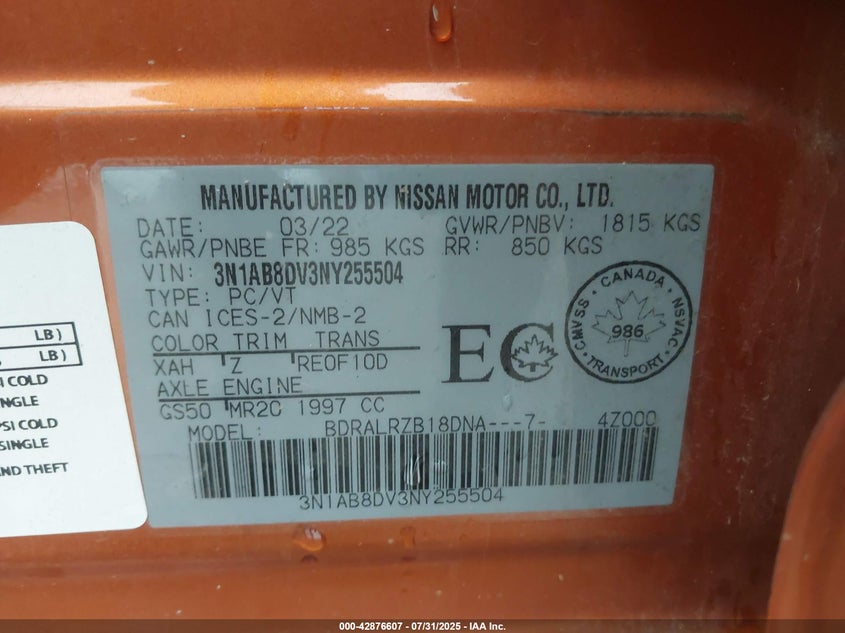 MANUFACTURED BY NISSAN MOTOR CO., LTD.
DATE: 03/22 GVWR/PNBV: 1815 KGS
GAWR/PNBE FR: 985 KGS RR: 850 KGS
VIN: 3N1AB8DV3NY255504
TYPE: PC/VT
CAN ICES-2/NMB-2
COLOR TRIM TRANS
XAH Z RE0F10D
AXLE ENGINE
GS50 MR20 1997 CC
MODEL: BDRALRZB18DNA---7- 4Z000
3N1AB8DV3NY255504
EC
CMVSS · CANADA · NSVAC
986
· TRANSPORT ·
LB)
LB)
I COLD
NGLE
PSI COLD
SINGLE
ND THEFT
000-42876607 - 07/31/2025 - IAA Inc.